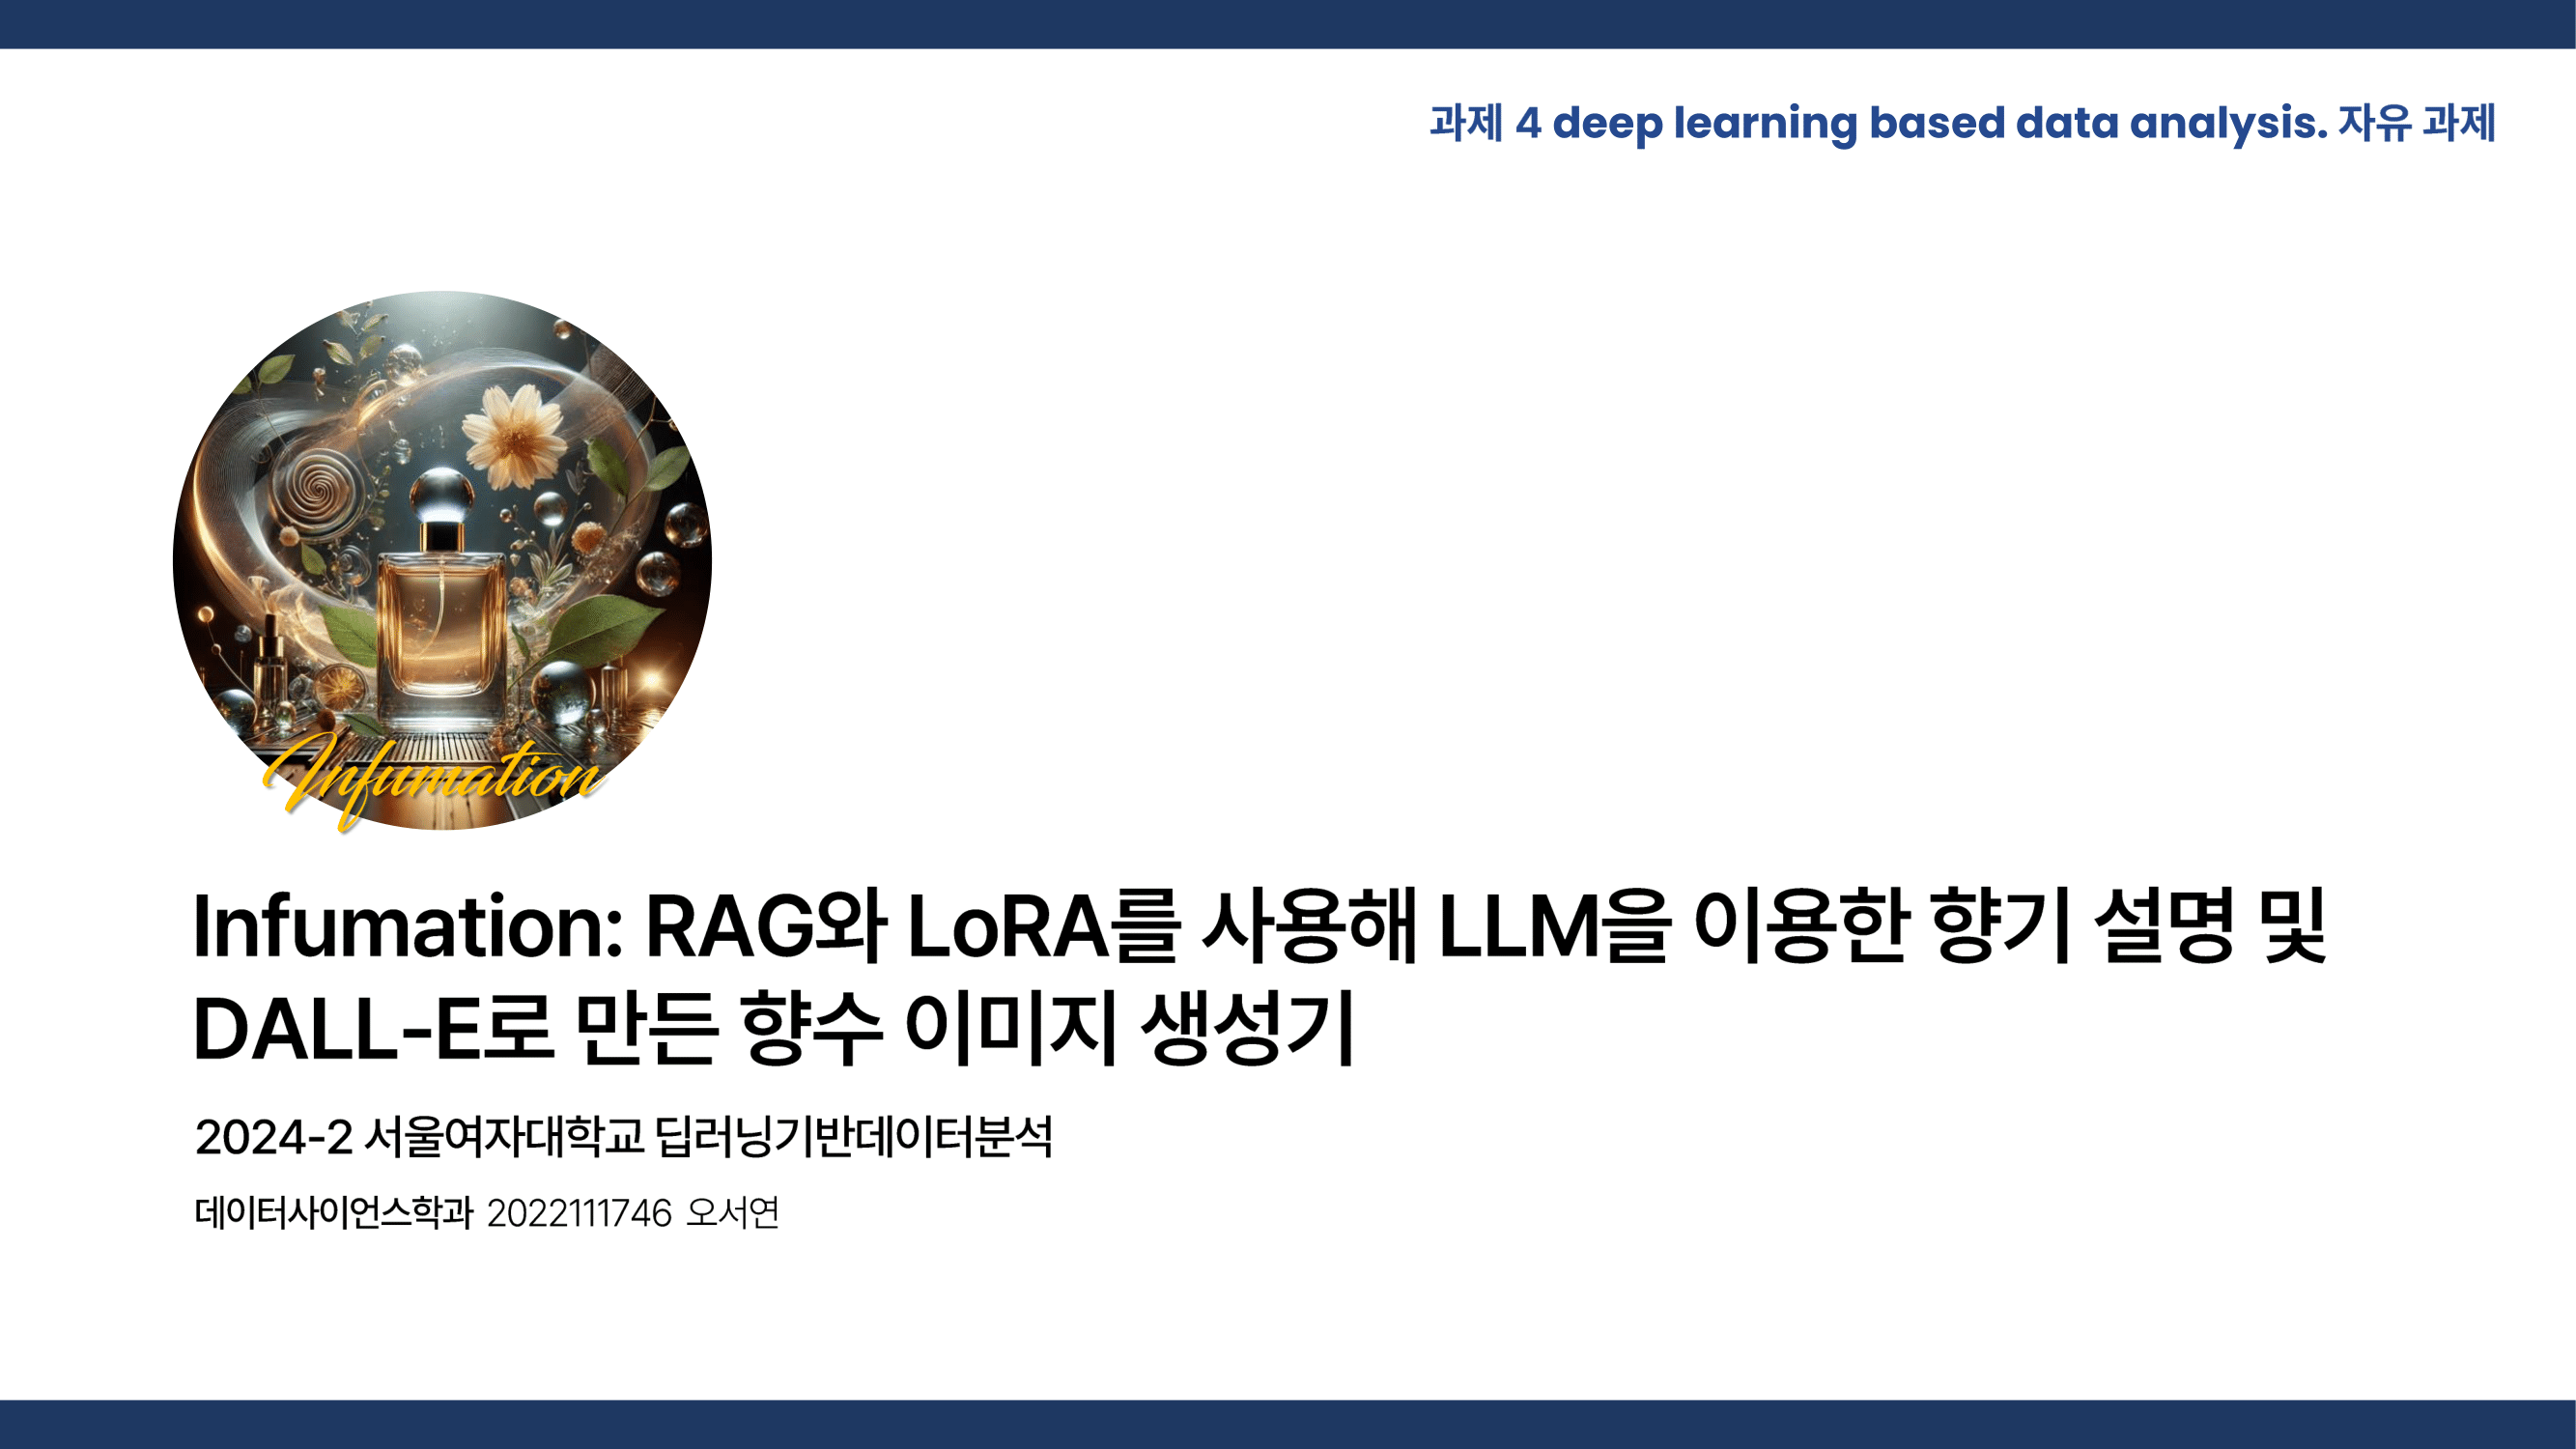 과제 4 deep learning based data analysis. 자유 과제
Infumation
Infumation: RAG와 LoRA를 사용해 LLM을 이용한 향기 설명 및
DALL-E로 만든 향수 이미지 생성기
2024-2 서울여자대학교 딥러닝기반데이터분석
데이터사이언스학과 2022111746 오서연